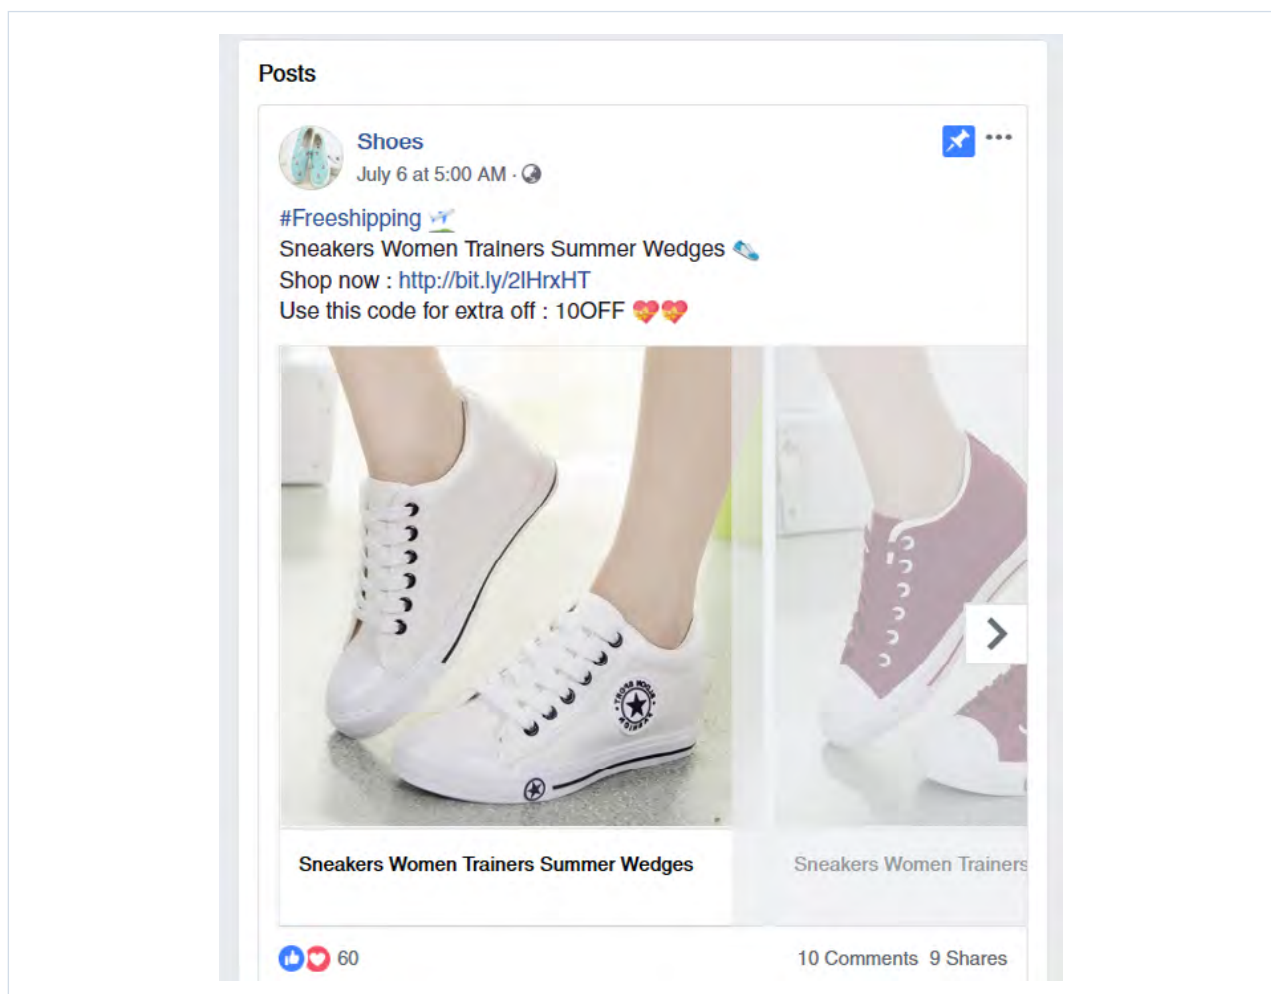 Posts
Shoes
July 6 at 5:00 AM ·
#Freeshipping
Sneakers Women Trainers Summer Wedges
Shop now : http://bit.ly/2lHrxHT
Use this code for extra off : 10OFF
Sneakers Women Trainers Summer Wedges
Sneakers Women Trainers
60
10 Comments 9 Shares